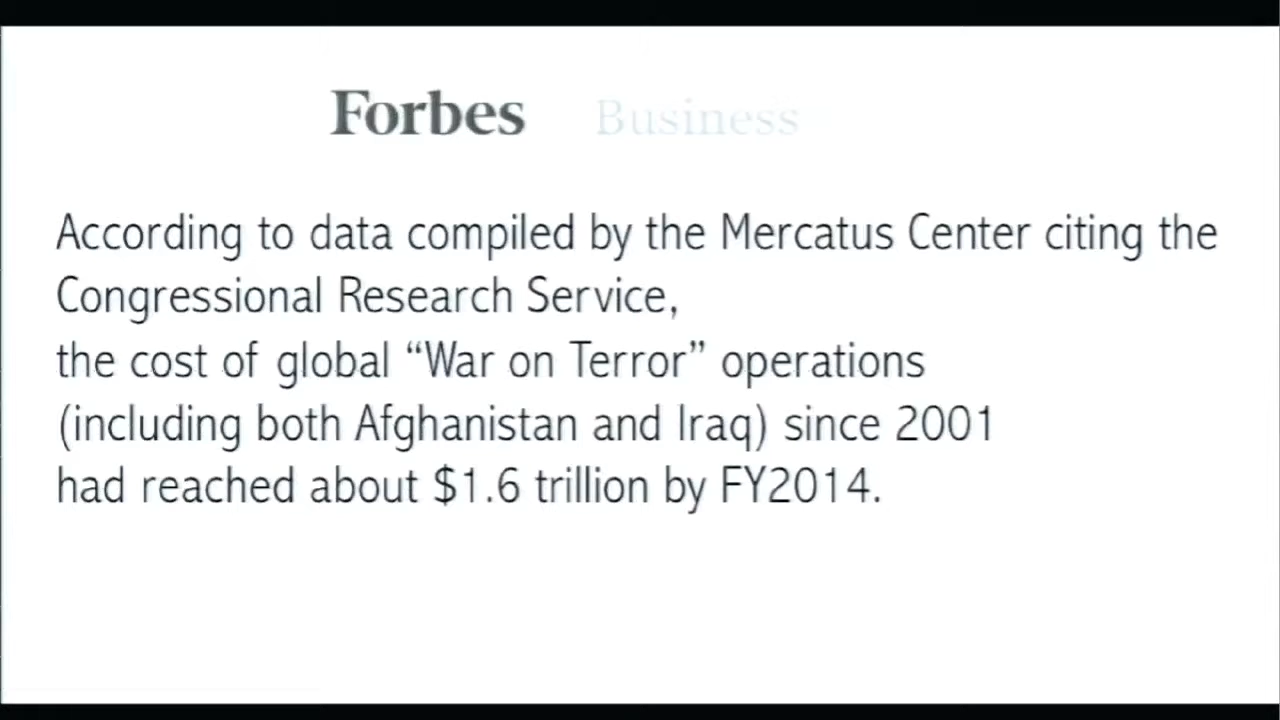 Forbes Business
According to data compiled by the Mercatus Center citing the
Congressional Research Service,
the cost of global “War on Terror” operations
(including both Afghanistan and Iraq) since 2001
had reached about $1.6 trillion by FY2014.